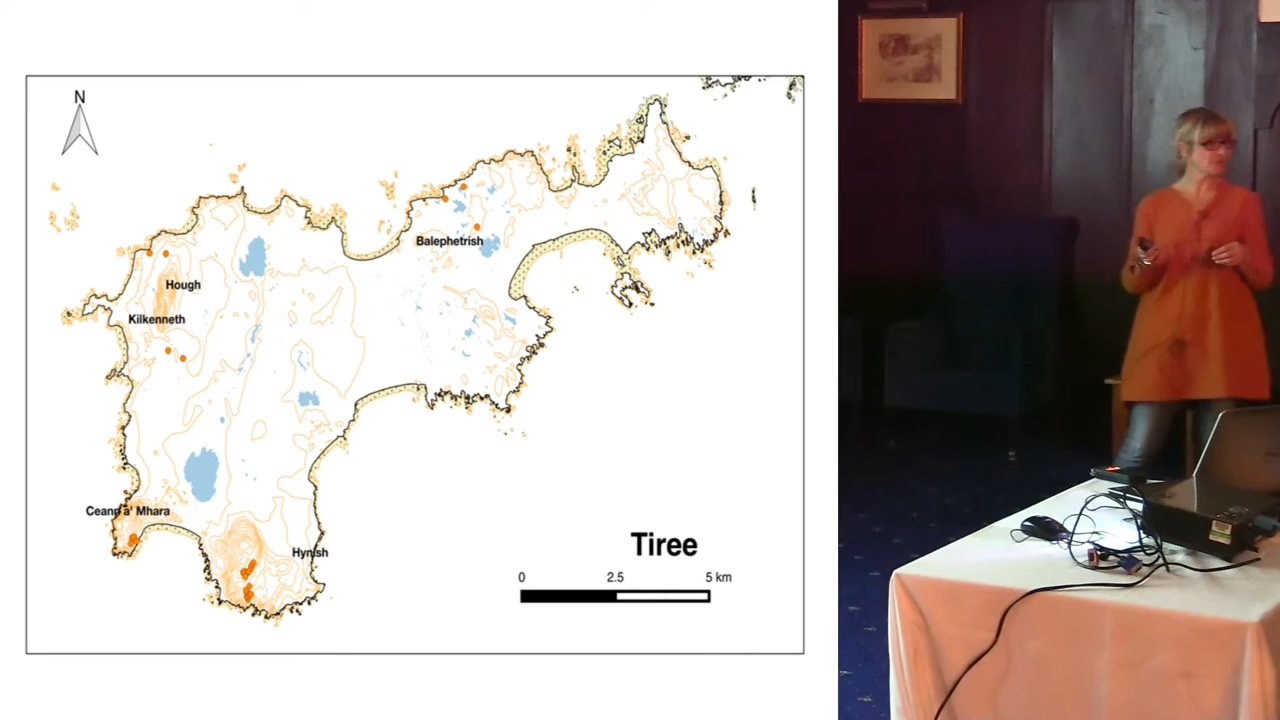 N
Balephetrish
Hough
Kilkenneth
Ceann a' Mhara
Hynish
Tiree
0 2.5 5 km